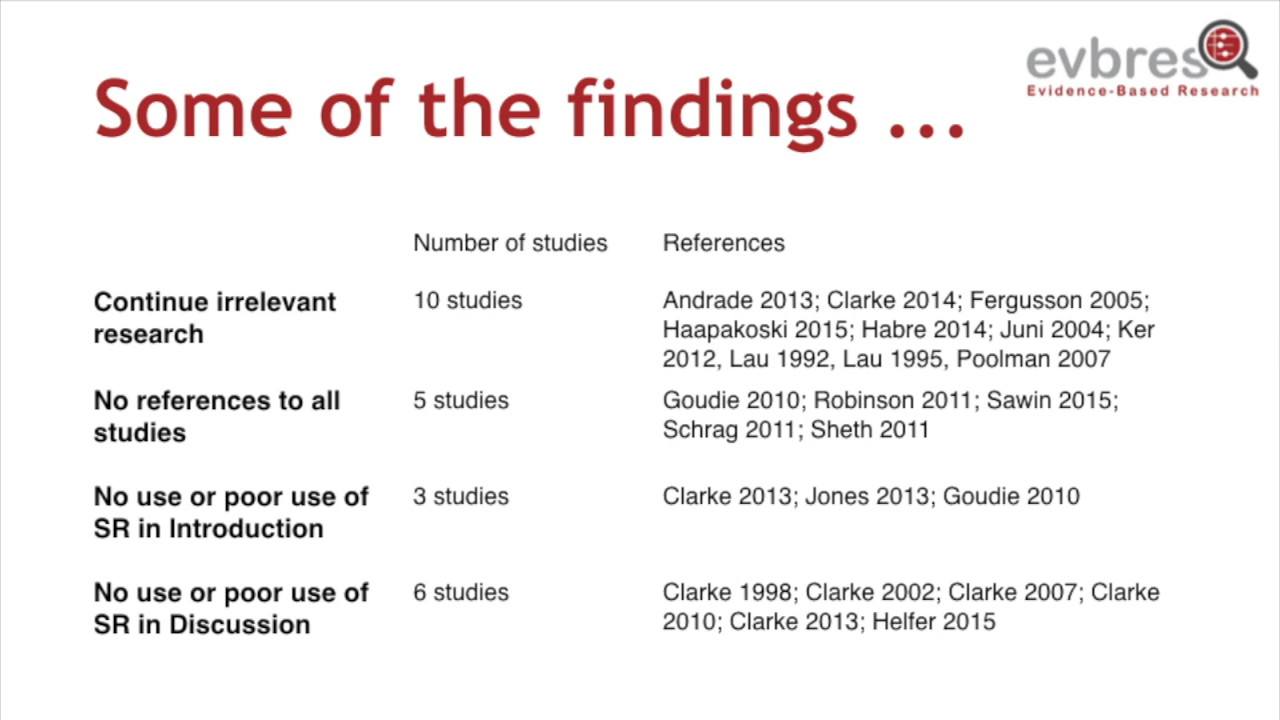 evbres
Evidence-Based Research
Some of the findings ...
Number of studies References
Continue irrelevant research
10 studies
Andrade 2013; Clarke 2014; Fergusson 2005;
Haapakoski 2015; Habre 2014; Juni 2004; Ker
2012, Lau 1992, Lau 1995, Poolman 2007
No references to all studies
5 studies
Goudie 2010; Robinson 2011; Sawin 2015;
Schrag 2011; Sheth 2011
No use or poor use of
SR in Introduction
3 studies
Clarke 2013; Jones 2013; Goudie 2010
No use or poor use of
SR in Discussion
6 studies
Clarke 1998; Clarke 2002; Clarke 2007; Clarke
2010; Clarke 2013; Helfer 2015